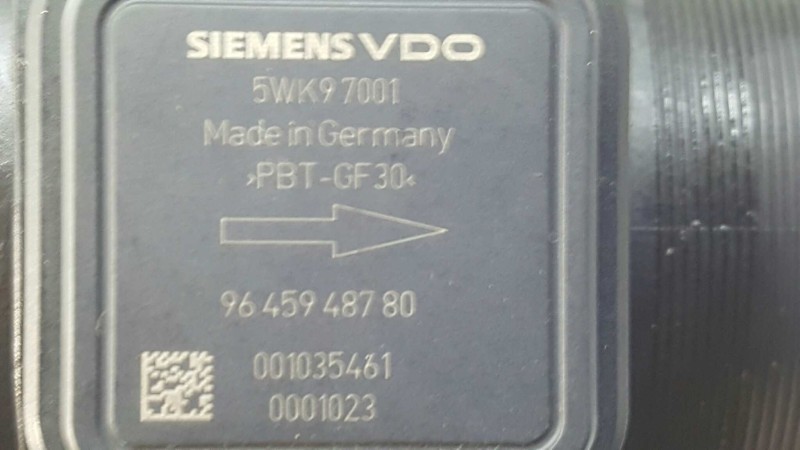 SIEMENS VDO
5WK9 7001
Made in Germany
>PBT-GF30<
96 459 487 80
001035461
0001023